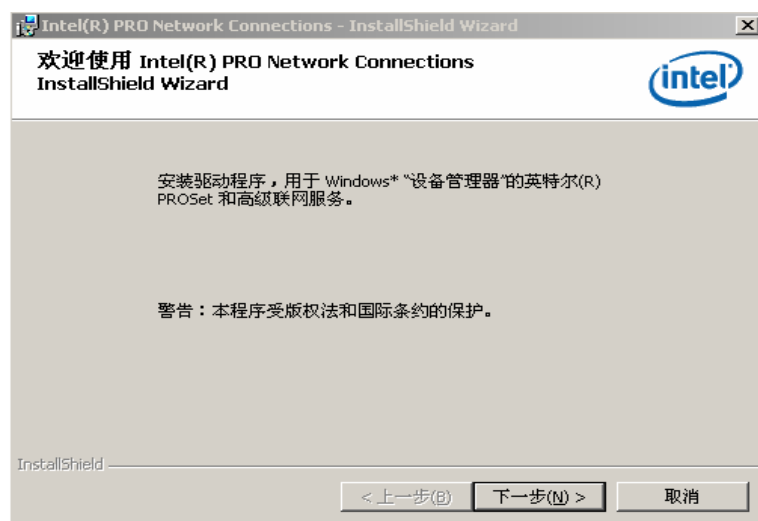 Intel(R) PRO Network Connections - InstallShield Wizard
欢迎使用 Intel(R) PRO Network Connections
InstallShield Wizard
intel
安装驱动程序，用于 Windows* “设备管理器”的英特尔(R)
PROSet 和高级联网服务。
警告：本程序受版权法和国际条约的保护。
InstallShield
< 上一步(B)
下一步(N) >
取消